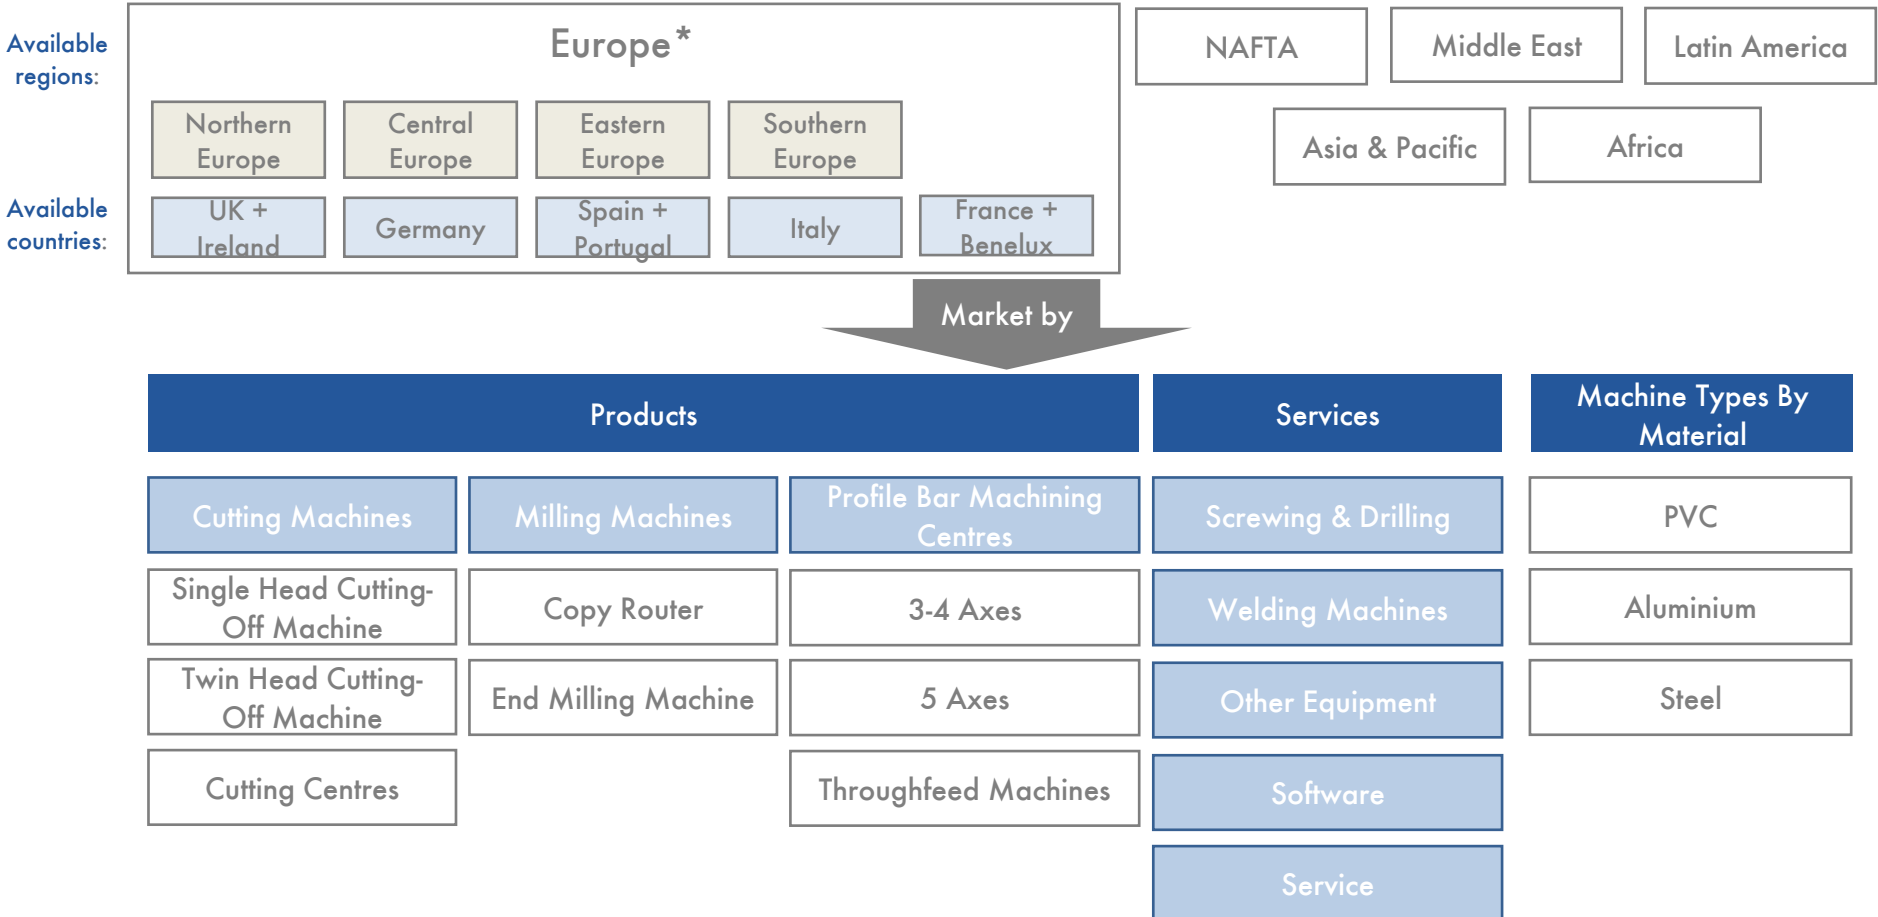 Available
regions:
Europe*
NAFTA
Middle East
Latin America
Northern
Europe
Central
Europe
Eastern
Europe
Southern
Europe
Asia & Pacific
Africa
Available
countries:
UK +
Ireland
Germany
Spain +
Portugal
Italy
France +
Benelux
Market by
Products
Services
Machine Types By
Material
Cutting Machines
Milling Machines
Profile Bar Machining
Centres
Screwing & Drilling
PVC
Single Head Cutting-
Off Machine
Copy Router
3-4 Axes
Welding Machines
Aluminium
Twin Head Cutting-
Off Machine
End Milling Machine
5 Axes
Other Equipment
Steel
Cutting Centres
Throughfeed Machines
Software
Service